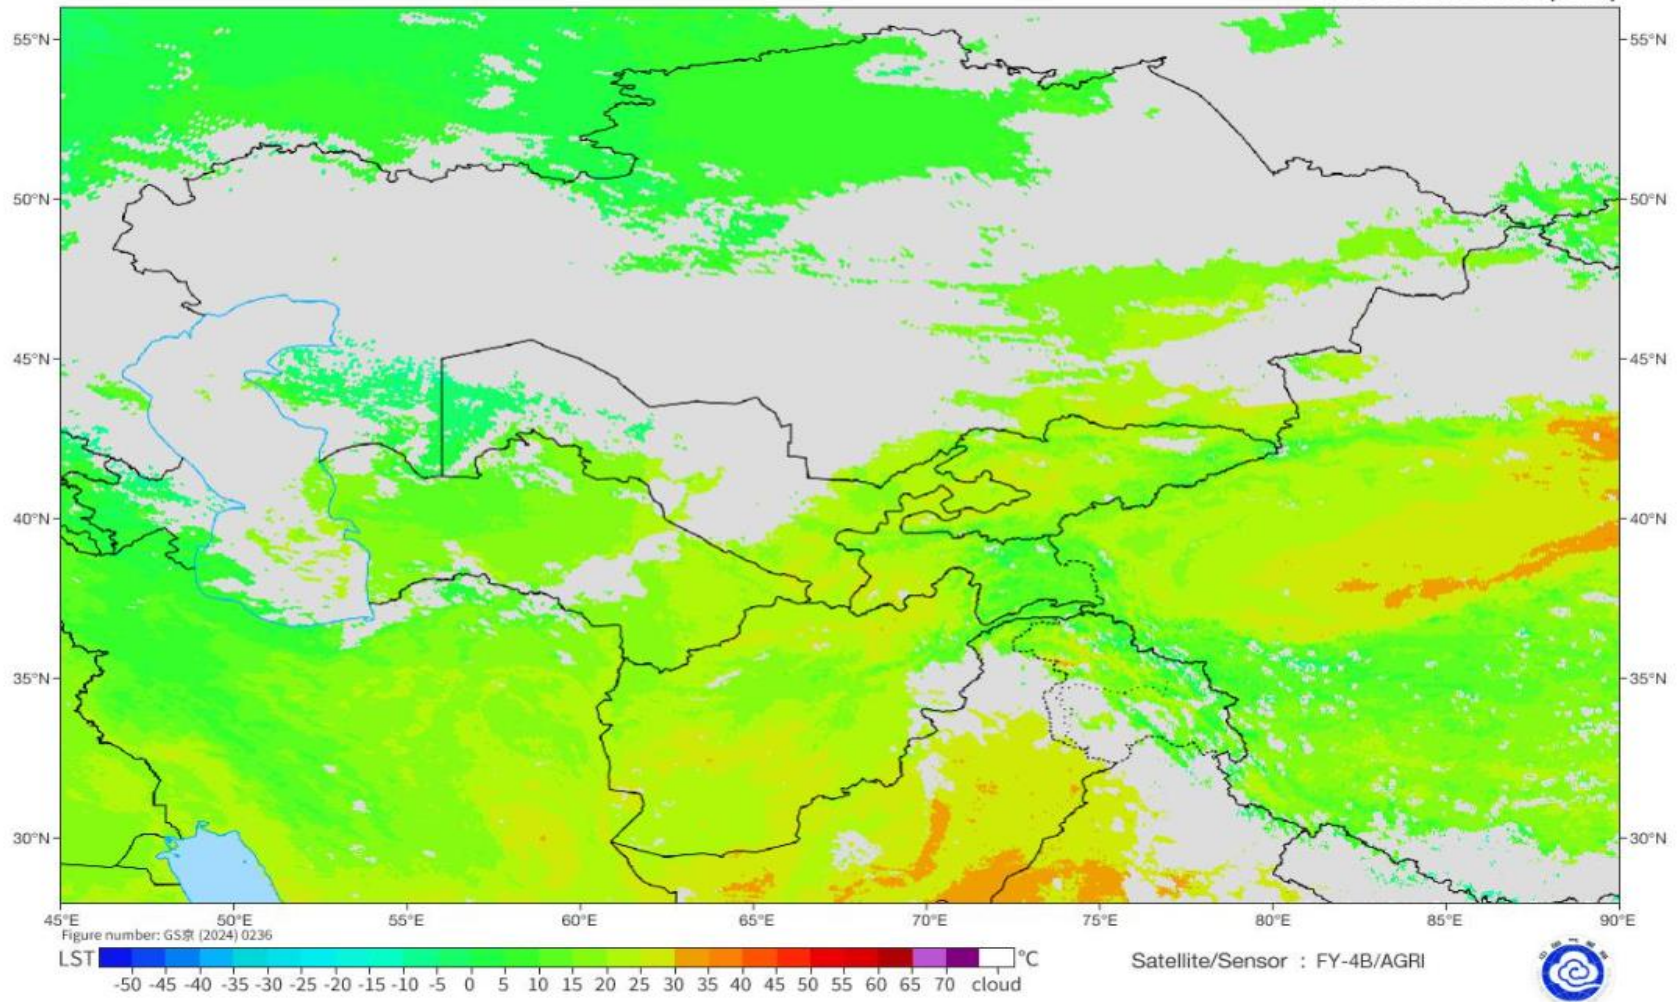 55°N 55°N
50°N 50°N
45°N 45°N
40°N 40°N
35°N 35°N
30°N 30°N
45°E 50°E 55°E 60°E 65°E 70°E 75°E 80°E 85°E 90°E
Figure number: GS京 (2024) 0236
LST °C
-50 -45 -40 -35 -30 -25 -20 -15 -10 -5 0 5 10 15 20 25 30 35 40 45 50 55 60 65 70 cloud
Satellite/Sensor : FY-4B/AGRI